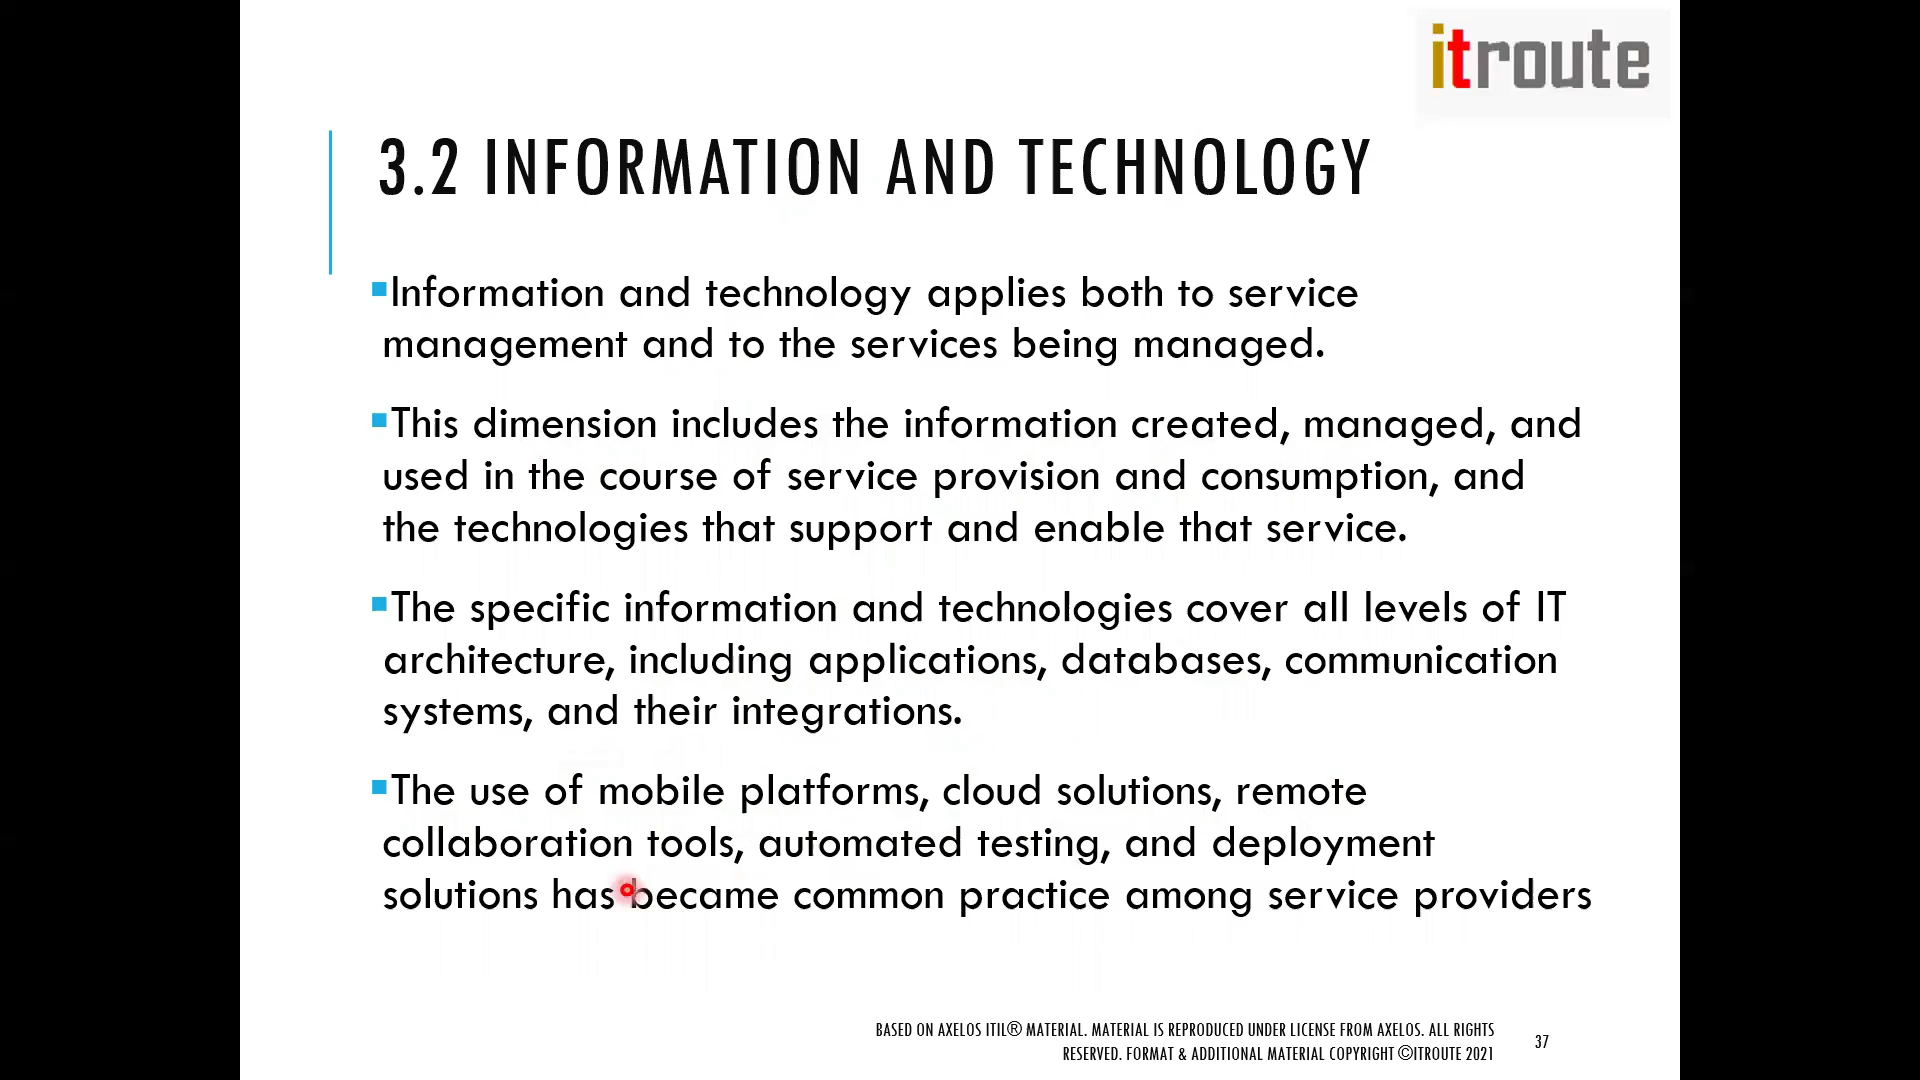 itroute
3.2 INFORMATION AND TECHNOLOGY
Information and technology applies both to service
management and to the services being managed.
This dimension includes the information created, managed, and
used in the course of service provision and consumption, and
the technologies that support and enable that service.
The specific information and technologies cover all levels of IT
architecture, including applications, databases, communication
systems, and their integrations.
The use of mobile platforms, cloud solutions, remote
collaboration tools, automated testing, and deployment
solutions has became common practice among service providers
BASED ON AXELOS ITIL® MATERIAL. MATERIAL IS REPRODUCED UNDER LICENSE FROM AXELOS. ALL RIGHTS
RESERVED. FORMAT & ADDITIONAL MATERIAL COPYRIGHT ©ITROUTE 2021
37